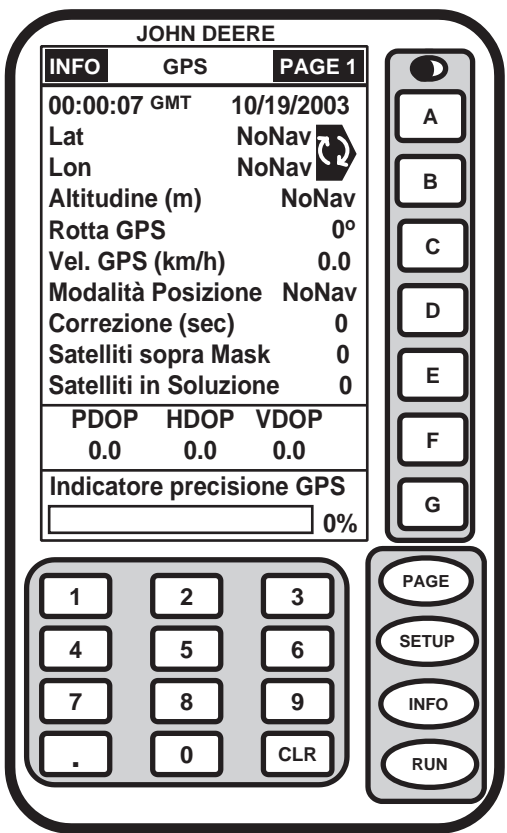 JOHN DEERE
INFO GPS PAGE 1
00:00:07 GMT 10/19/2003
Lat NoNav
Lon NoNav
Altitudine (m) NoNav
Rotta GPS 0º
Vel. GPS (km/h) 0.0
Modalità Posizione NoNav
Correzione (sec) 0
Satelliti sopra Mask 0
Satelliti in Soluzione 0
PDOP HDOP VDOP
0.0 0.0 0.0
Indicatore precisione GPS
0%
A
B
C
D
E
F
G
PAGE
SETUP
INFO
RUN
1 2 3
4 5 6
7 8 9
. 0 CLR